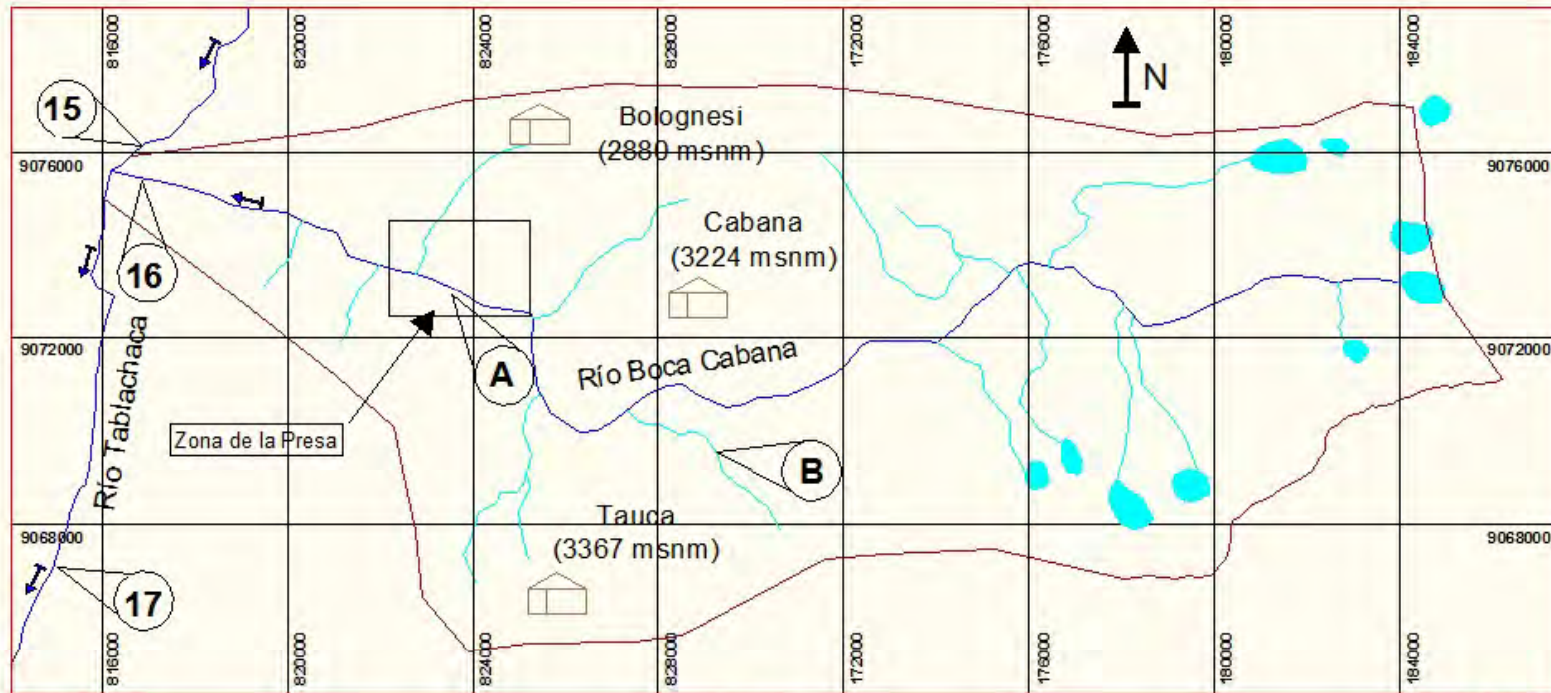 816000
820000
824000
828000
172000
176000
180000
184000
N
15
Bolognesi
(2880 msnm)
9076000
9076000
Cabana
(3224 msnm)
16
9072000
9072000
A
Río Boca Cabana
Zona de la Presa
Río Tablachaca
B
Tauca
(3367 msnm)
9068000
9068000
17
816000
820000
824000
828000
172000
176000
180000
184000